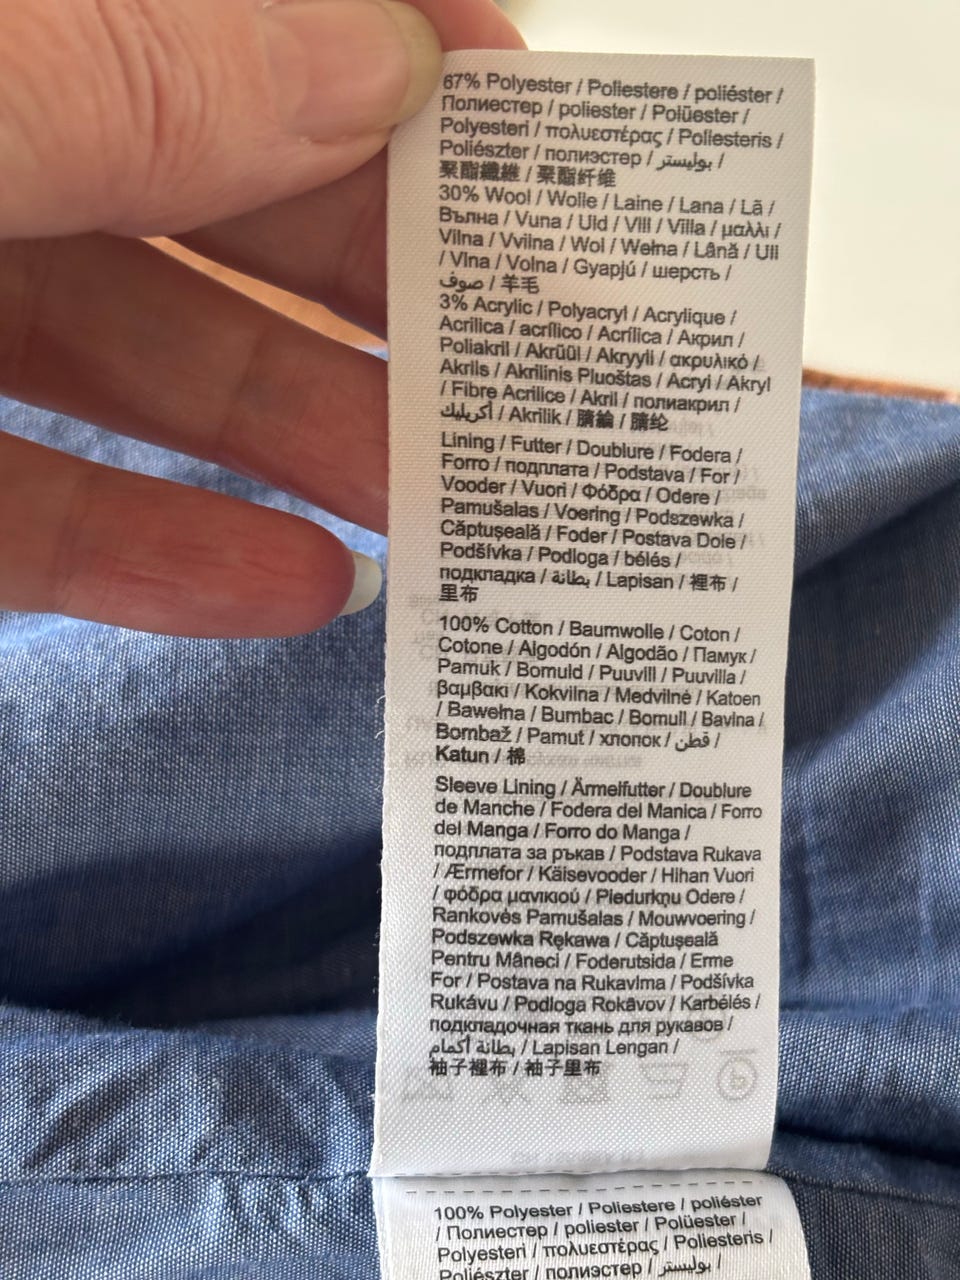 67% Polyester / Poliestere / poliéster /
Полиестер / poliester / Polüester /
Polyesteri / πολυεστέρας / Poliesteris /
Poliészter / полиэстер / بوليستر /
聚酯纖維 / 聚酯纤维
30% Wool / Wolle / Laine / Lana / Lã /
Вълна / Vuna / Uld / Vill / Villa / μαλλι /
Vilna / Vvilna / Wol / Wełna / Lână / Ull
/ Vlna / Volna / Gyapjú / шерсть /
صوف / 羊毛
3% Acrylic / Polyacryl / Acrylique /
Acrilica / acrílico / Acrílica / Акрил /
Poliakril / Akrüül / Akryyli / ακρυλικό /
Akrils / Akrilinis Pluoštas / Acryl / Akryl
/ Fibre Acrilice / Akril / полиакрил /
أكريليك / Akrilik / 腈綸 / 腈纶
Lining / Futter / Doublure / Fodera /
Forro / подплата / Podstava / For /
Vooder / Vuori / Φόδρα / Odere /
Pamušalas / Voering / Podszewka /
Căptuşeală / Foder / Postava Dole /
Podšívka / Podloga / bélés /
подкладка / بطانة / Lapisan / 裡布 /
里布
100% Cotton / Baumwolle / Coton /
Cotone / Algodón / Algodão / Памук /
Pamuk / Bomuld / Puuvill / Puuvilla /
βαμβακι / Kokvilna / Medvilné / Katoen
/ Bawełna / Bumbac / Bomull / Bavlna /
Bombaž / Pamut / хлопок / قطن /
Katun / 棉
Sleeve Lining / Ärmelfutter / Doublure
de Manche / Fodera del Manica / Forro
del Manga / Forro do Manga /
подплата за ръкав / Podstava Rukava
/ Ærmefor / Käisevooder / Hihan Vuori
/ φόδρα μανικιού / Piedurkņu Odere /
Rankovės Pamušalas / Mouwvoering /
Podszewka Rękawa / Căptuşeală
Pentru Mâneci / Foderutsida / Erme
For / Postava na Rukavima / Podšívka
Rukávu / Podloga Rokâvov / Karbélés /
подкладочная ткань для рукавов /
بطانة أكمام / Lapisan Lengan /
袖子裡布 / 袖子里布
100% Polyester / Poliestere / poliéster
/ Полиестер / poliester / Polüester /
Polyesteri / πολυεστέρας / Poliesteris /
Poliészter / полиэстер / بوليستر /